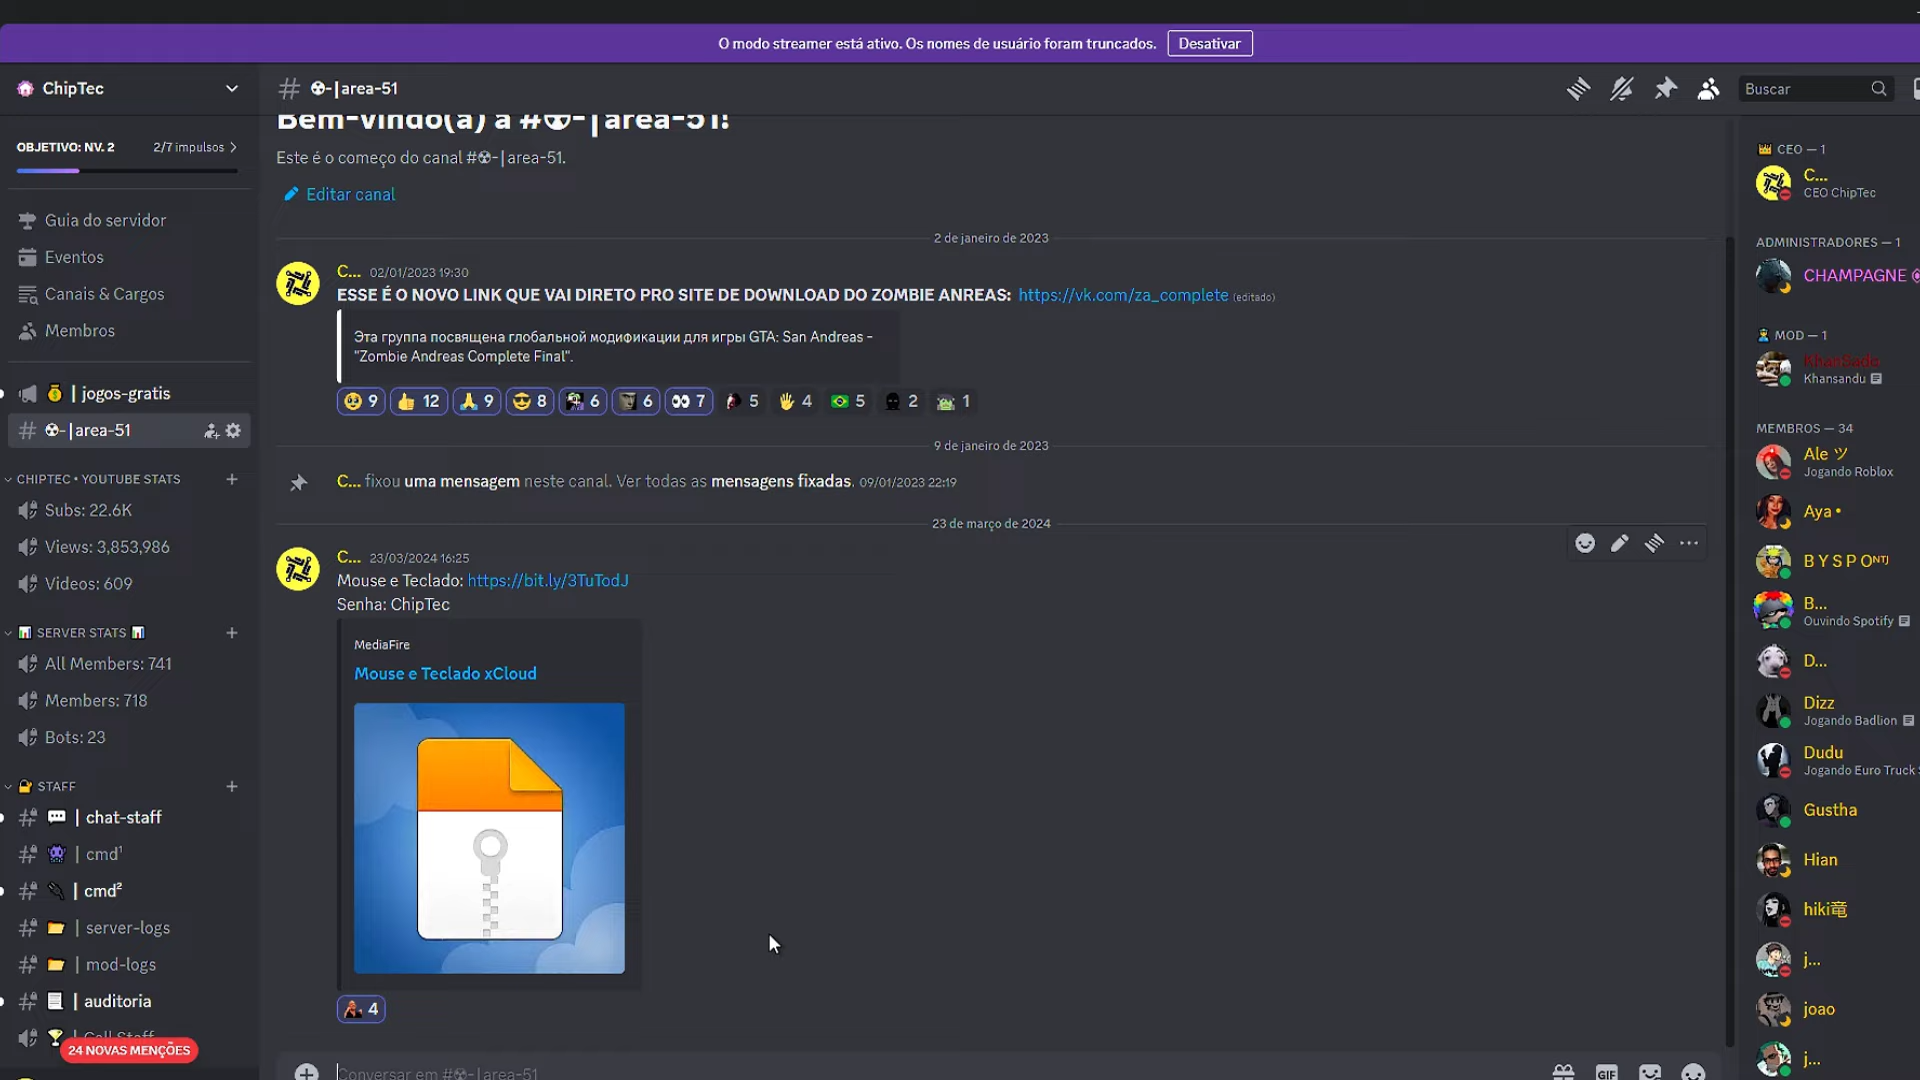 O modo streamer está ativo. Os nomes de usuário foram truncados. Desativar
ChipTec
OBJETIVO: NV. 2 2/7 impulsos
Guia do servidor
Eventos
Canais & Cargos
Membros
| jogos-gratis
-|area-51
CHIPTEC • YOUTUBE STATS
Subs: 22.6K
Views: 3,853,986
Videos: 609
SERVER STATS
All Members: 741
Members: 718
Bots: 23
STAFF
| chat-staff
| cmd¹
| cmd²
| server-logs
| mod-logs
| auditoria
| Call Staff
24 NOVAS MENÇÕES
# ☢-|area-51
Buscar
Bem-vindo(a) a #☢-|area-51!
Este é o começo do canal #☢-|area-51.
Editar canal
2 de janeiro de 2023
C... 02/01/2023 19:30
ESSE É O NOVO LINK QUE VAI DIRETO PRO SITE DE DOWNLOAD DO ZOMBIE ANREAS: https://vk.com/za_complete (editado)
Эта группа посвящена глобальной модификации для игры GTA: San Andreas -
"Zombie Andreas Complete Final".
9 12 9 8 6 6 7 5 4 5 2 1
9 de janeiro de 2023
C... fixou uma mensagem neste canal. Ver todas as mensagens fixadas. 09/01/2023 22:19
23 de março de 2024
C... 23/03/2024 16:25
Mouse e Teclado: https://bit.ly/3TuTodJ
Senha: ChipTec
MediaFire
Mouse e Teclado xCloud
4
Conversar em #☢-|area-51
GIF
CEO — 1
C...
CEO ChipTec
ADMINISTRADORES — 1
CHAMPAGNE
MOD — 1
KhanSade
Khansandu
MEMBROS — 34
Ale ツ
Jogando Roblox
Aya •
B Y S P O
B...
Ouvindo Spotify
D...
Dizz
Jogando Badlion
Dudu
Jogando Euro Truck S
Gustha
Hian
hiki竜
j...
joao
j...